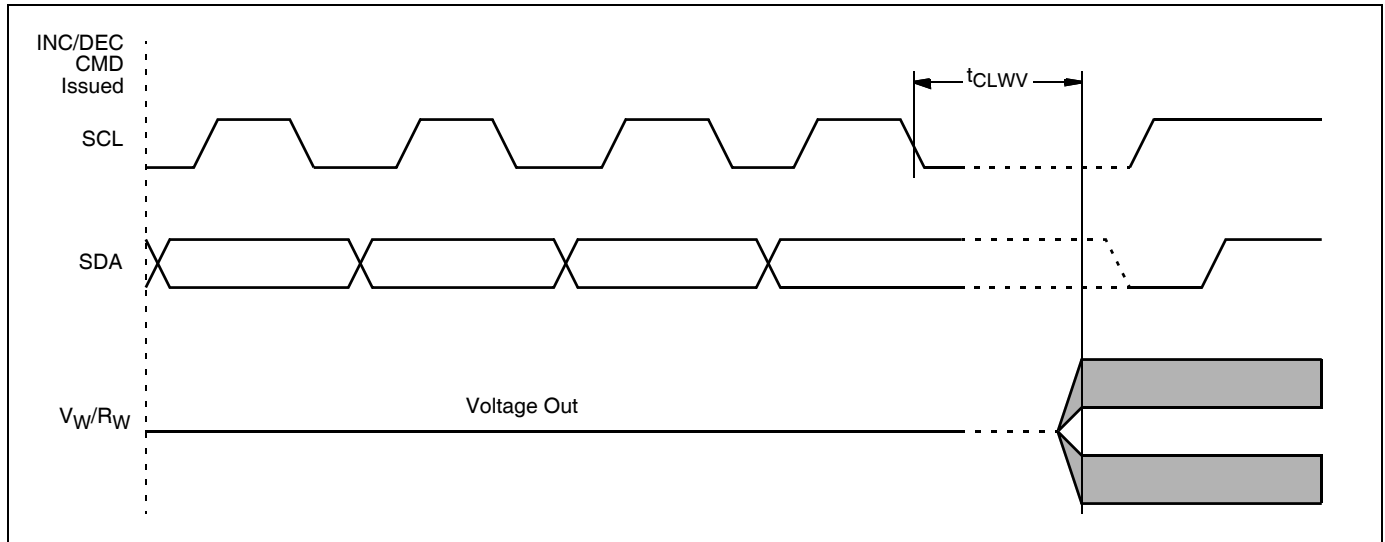 INC/DEC
CMD
Issued
tCLWV
SCL
SDA
Voltage Out
VW/RW